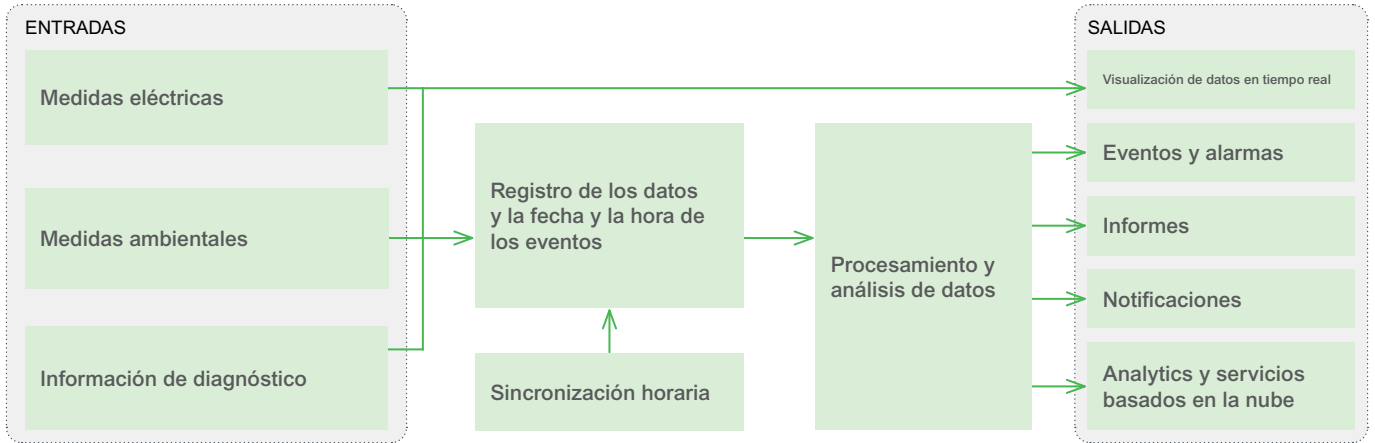 ENTRADAS
Medidas eléctricas
Medidas ambientales
Información de diagnóstico
Registro de los datos
y la fecha y la hora de
los eventos
Sincronización horaria
Procesamiento y
análisis de datos
SALIDAS
Visualización de datos en tiempo real
Eventos y alarmas
Informes
Notificaciones
Analytics y servicios
basados en la nube